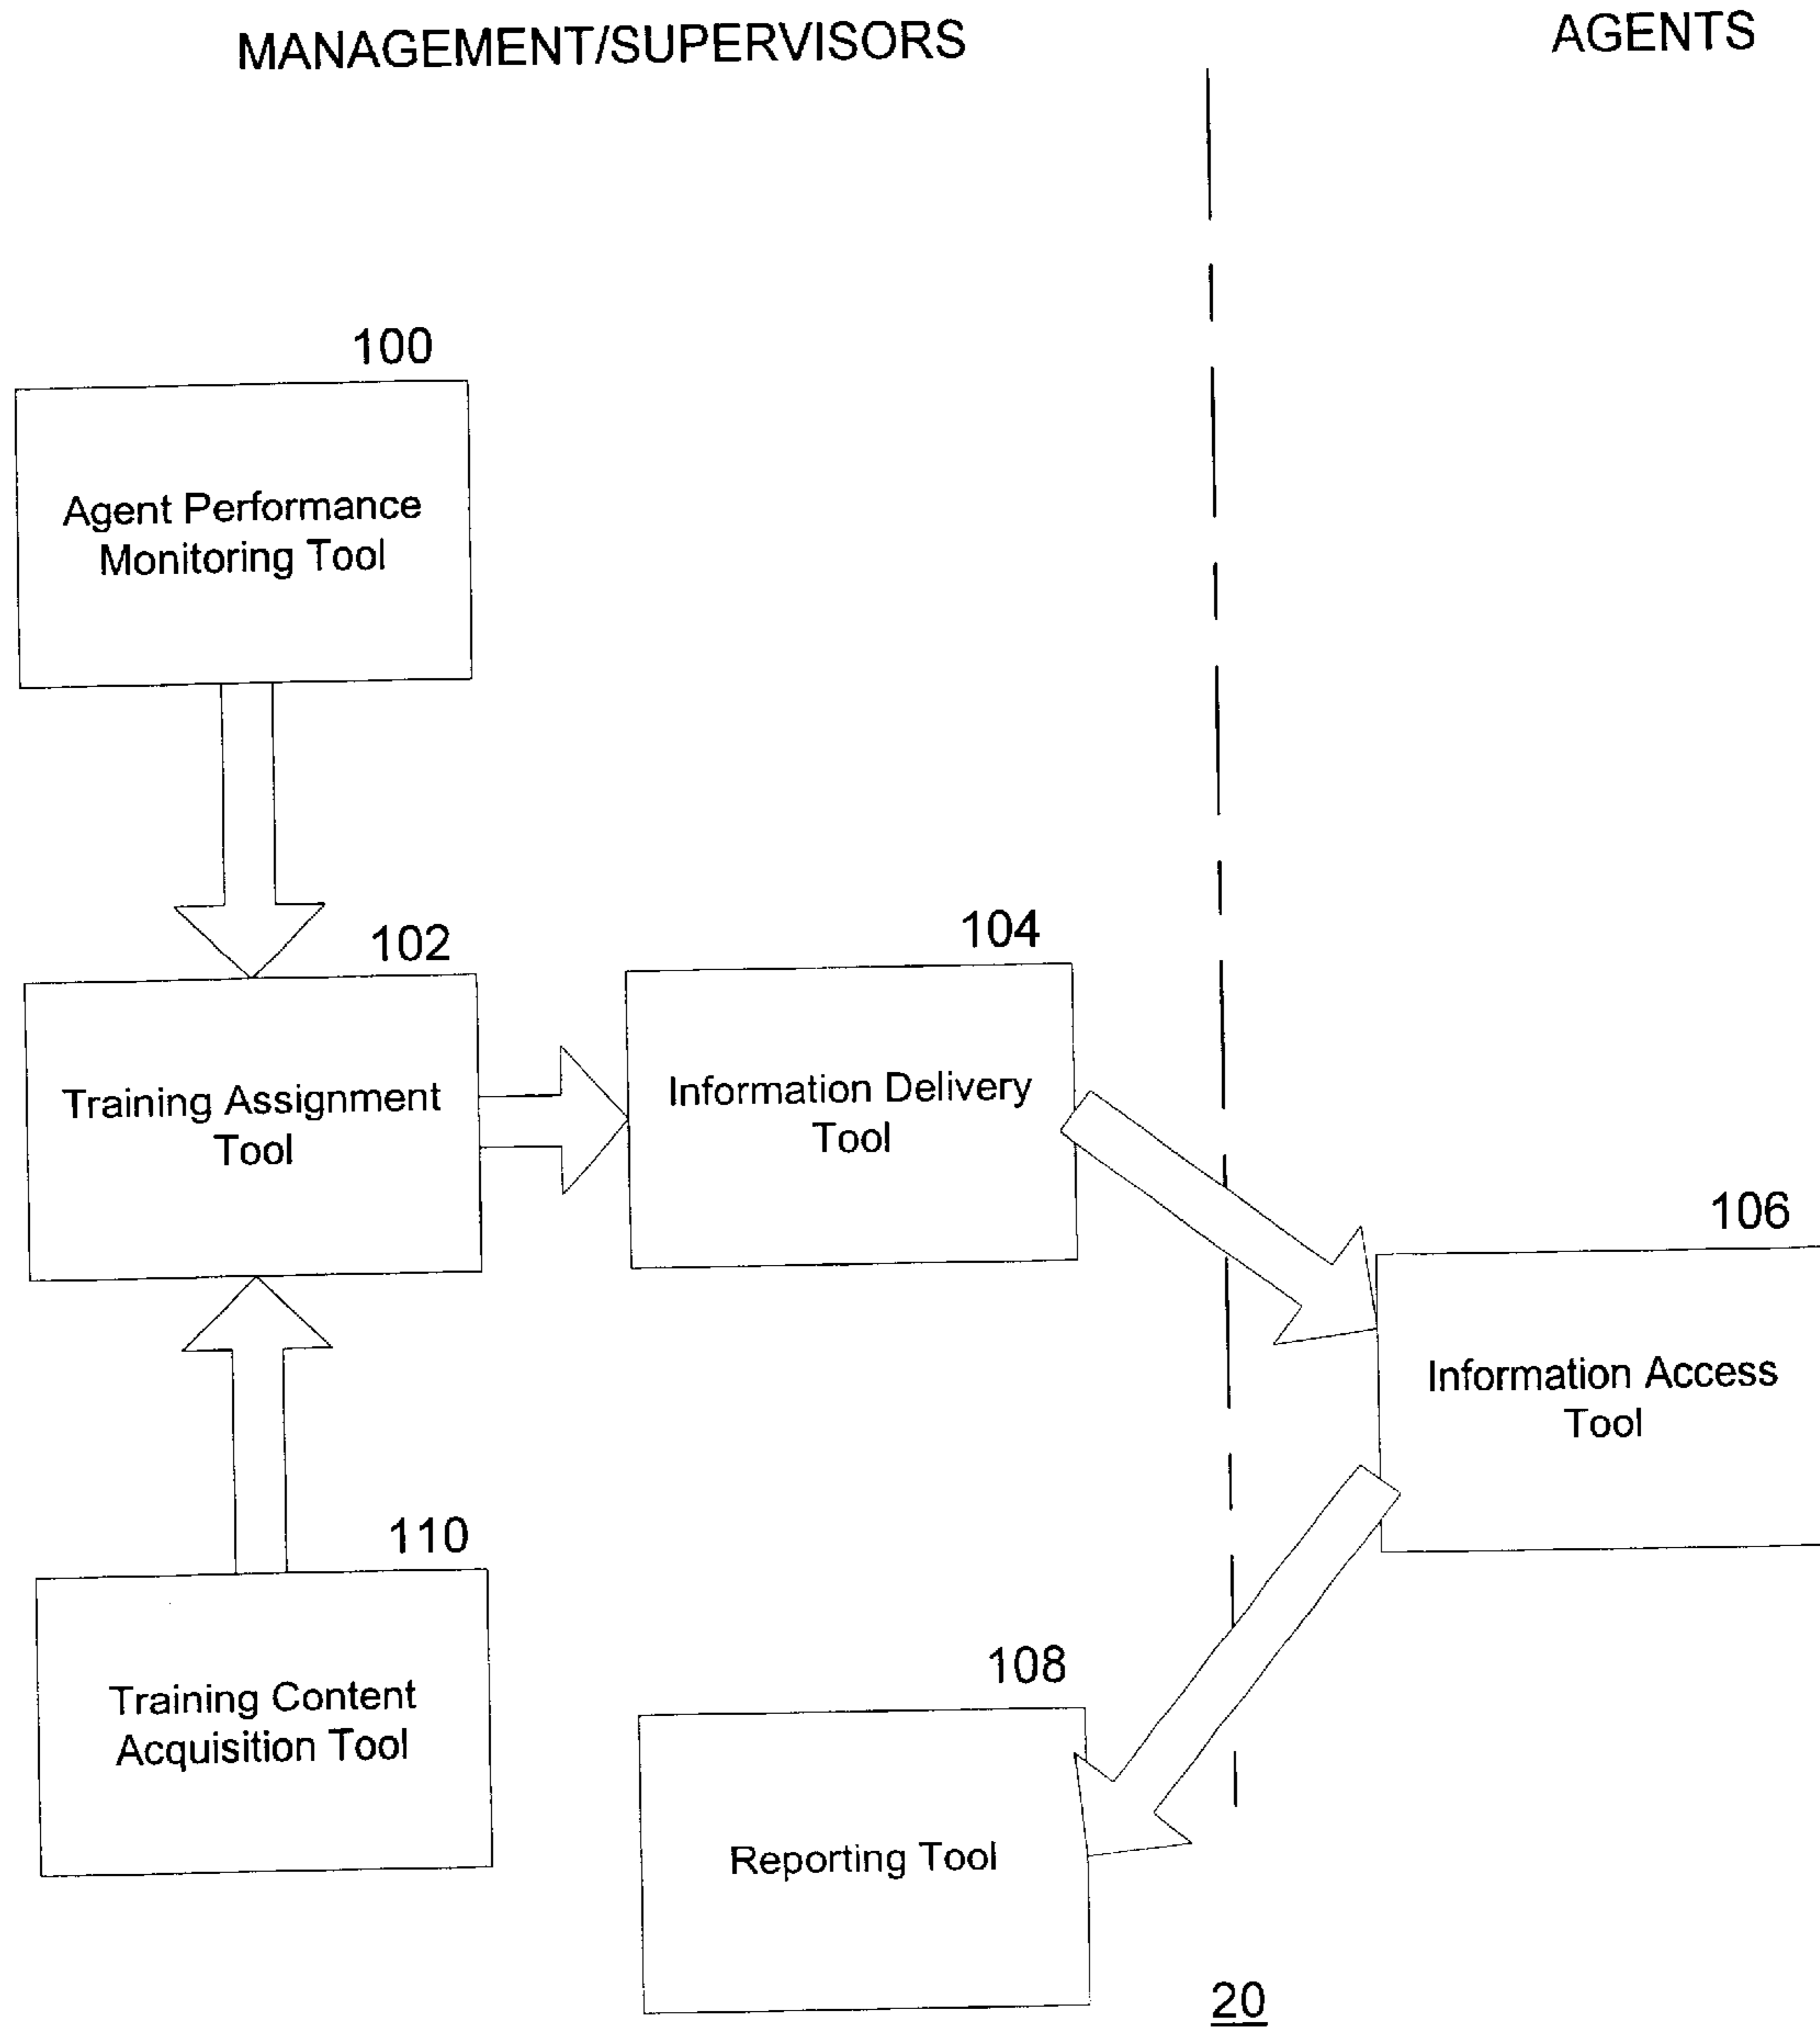 MANAGEMENT/SUPERVISORS
AGENTS
100
Agent Performance
Monitoring Tool
102
Training Assignment
Tool
104
Information Delivery
Tool
106
Information Access
Tool
110
Training Content
Acquisition Tool
108
Reporting Tool
20